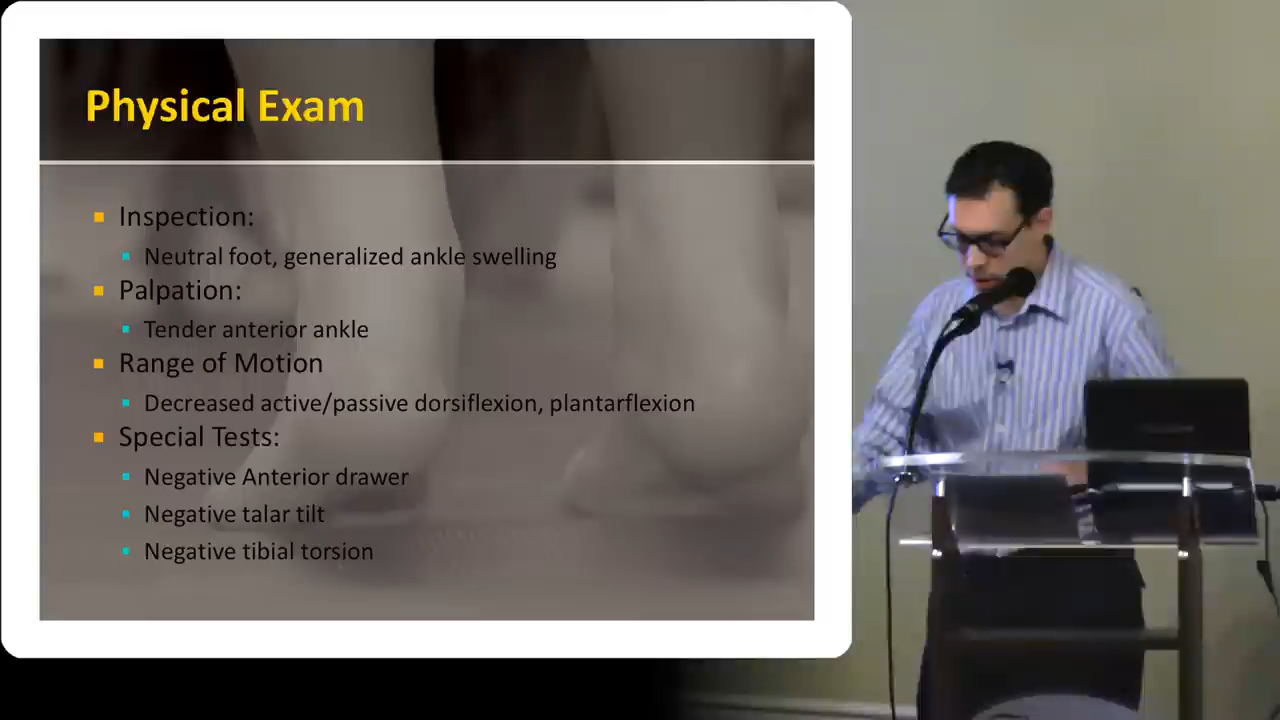 Physical Exam
Inspection:
Neutral foot, generalized ankle swelling
Palpation:
Tender anterior ankle
Range of Motion
Decreased active/passive dorsiflexion, plantarflexion
Special Tests:
Negative Anterior drawer
Negative talar tilt
Negative tibial torsion